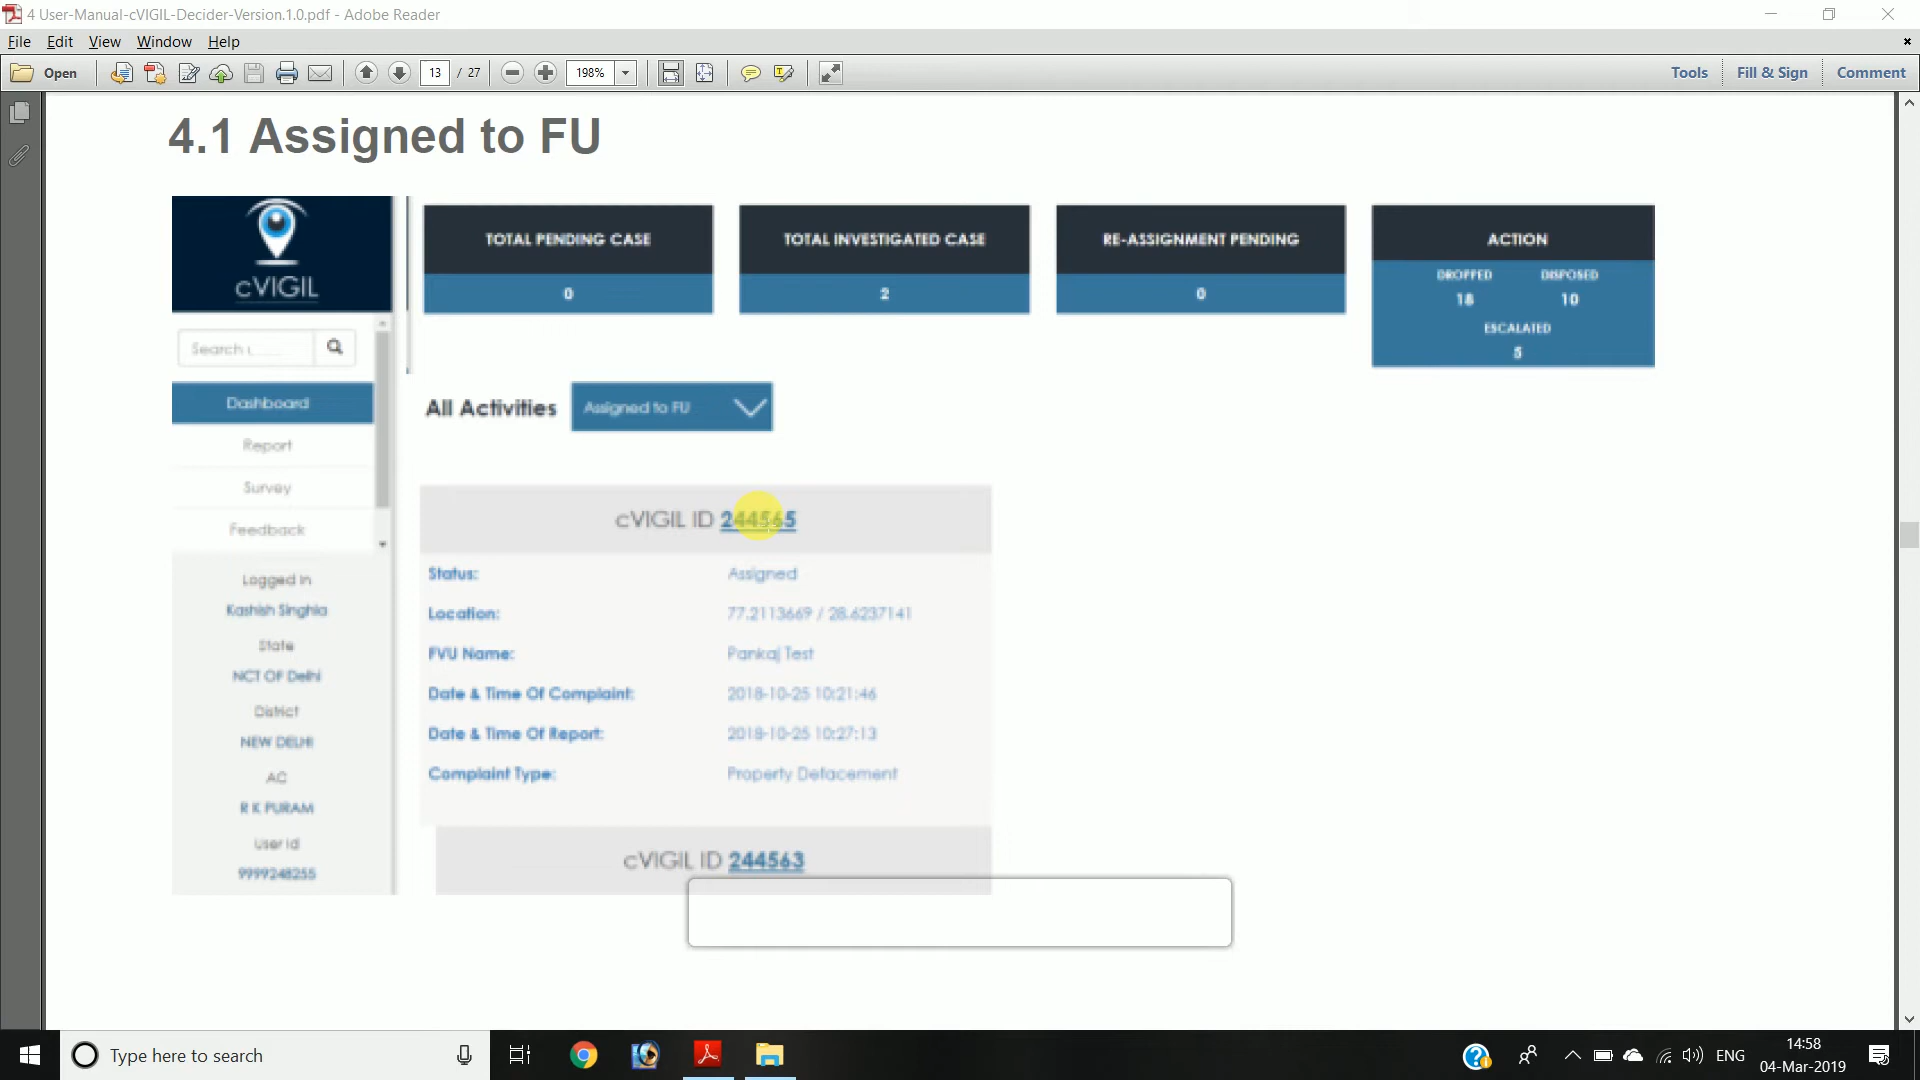 4 User-Manual-cVIGIL-Decider-Version.1.0.pdf - Adobe Reader
File Edit View Window Help
Open 13 / 27 198% Tools Fill & Sign Comment
4.1 Assigned to FU
cVIGIL
TOTAL PENDING CASE
0
TOTAL INVESTIGATED CASE
2
RE-ASSIGNMENT PENDING
0
ACTION
DROPPED DISPOSED
18 10
ESCALATED
5
Search
Dashboard
Report
Survey
Feedback
Logged In
Kashish Singhla
State
NCT OF Delhi
District
NEW DELHI
AC
R K PURAM
User Id
9999248255
All Activities Assigned to FU
cVIGIL ID 244565
Status: Assigned
Location: 77.2113669 / 28.6237141
FVU Name: Pankaj Test
Date & Time Of Complaint: 2018-10-25 10:21:46
Date & Time Of Report: 2018-10-25 10:27:13
Complaint Type: Property Defacement
cVIGIL ID 244563
Type here to search
ENG
14:58
04-Mar-2019